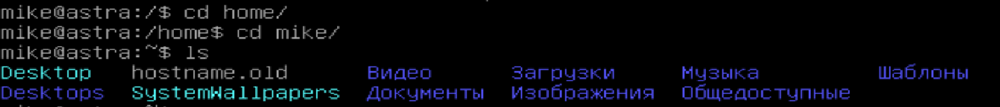 mike@astra:/$ cd home/
mike@astra:/home$ cd mike/
mike@astra:~$ ls
Desktop hostname.old Видео Загрузки Музыка Шаблоны
Desktops SystemWallpapers Документы Изображения Общедоступные